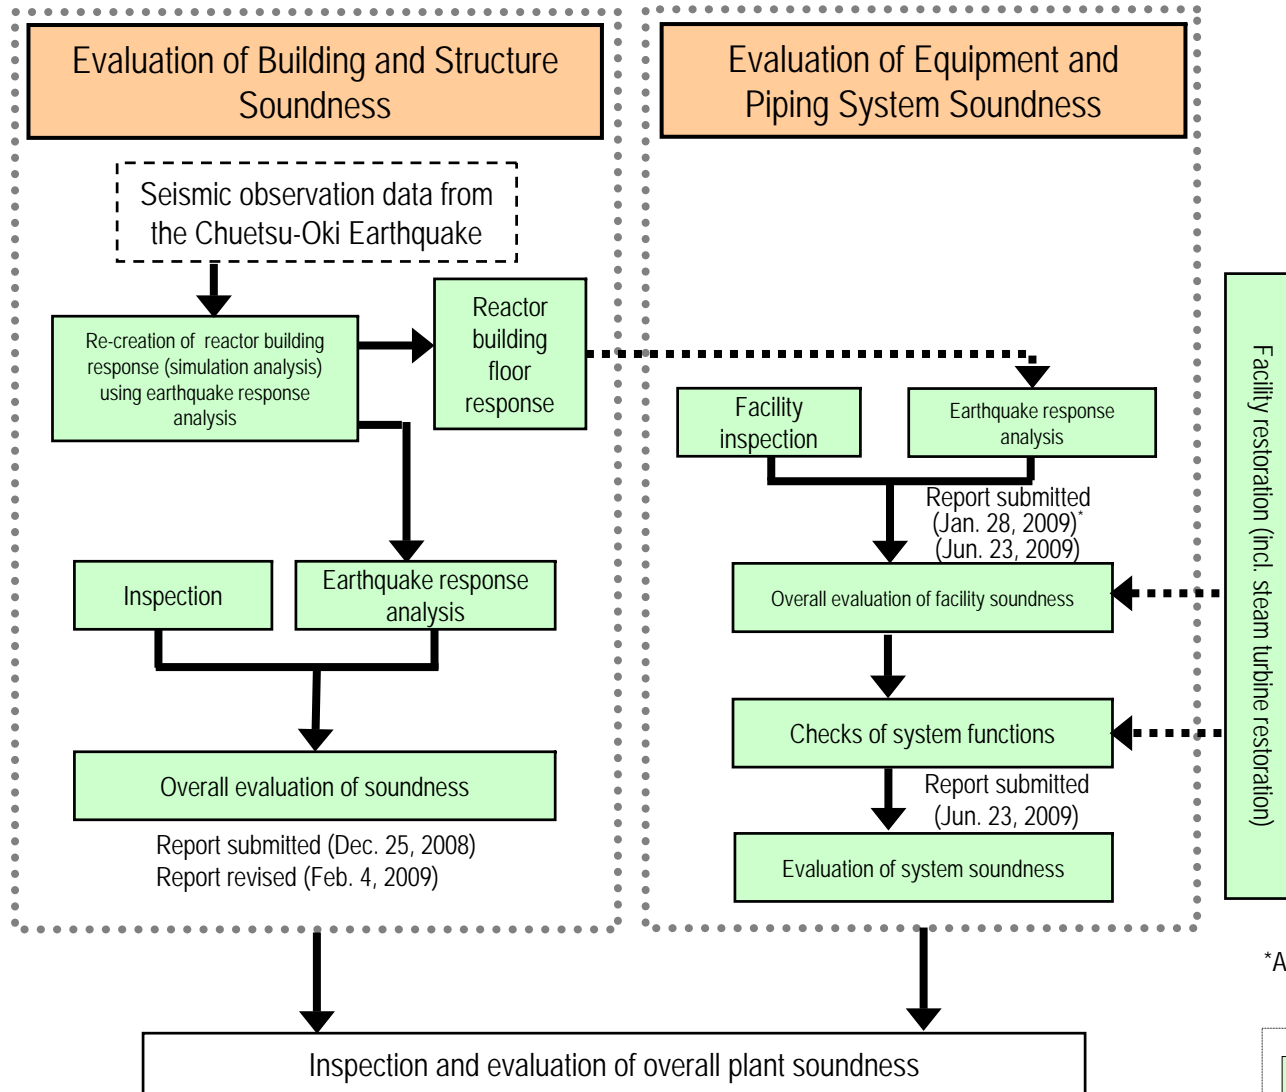 Evaluation of Building and Structure
Soundness
Seismic observation data from
the Chuetsu-Oki Earthquake
Re-creation of reactor building
response (simulation analysis)
using earthquake response
analysis
Reactor
building
floor
response
Inspection
Earthquake response
analysis
Overall evaluation of soundness
Report submitted (Dec. 25, 2008)
Report revised (Feb. 4, 2009)
Evaluation of Equipment and
Piping System Soundness
Facility
inspection
Earthquake response
analysis
Report submitted
(Jan. 28, 2009)*
(Jun. 23, 2009)
Overall evaluation of facility soundness
Checks of system functions
Report submitted
(Jun. 23, 2009)
Evaluation of system soundness
Facility restoration (incl. steam turbine restoration)
*A
Inspection and evaluation of overall plant soundness